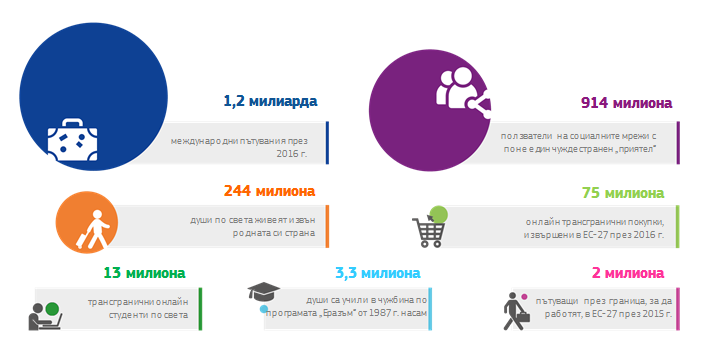 1,2 милиарда
международни пътувания през
2016 г.
914 милиона
ползватели на социалните мрежи с
поне един чуждестранен „приятел“
244 милиона
души по света живеят извън
родната си страна
75 милиона
онлайн трансгранични покупки,
извършени в ЕС-27 през 2016 г.
13 милиона
трансгранични онлайн
студенти по света
3,3 милиона
души са учили в чужбина по
програмата „Еразъм“ от 1987 г. насам
2 милиона
пътуващи през граница, за да
работят, в ЕС-27 през 2015 г.